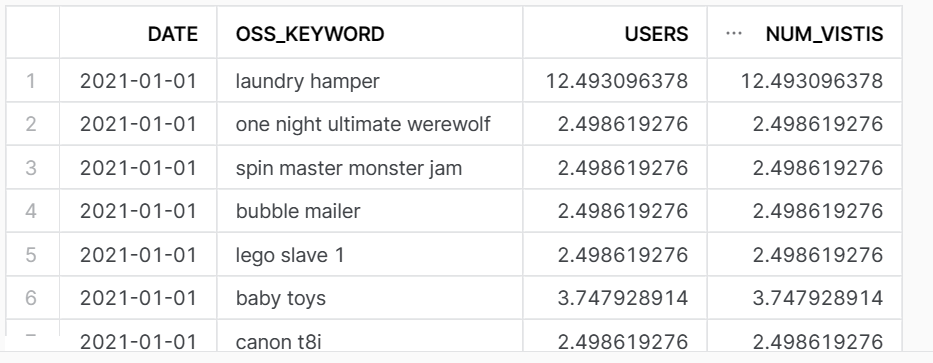 DATE OSS_KEYWORD USERS ... NUM_VISTIS
1 2021-01-01 laundry hamper 12.493096378 12.493096378
2 2021-01-01 one night ultimate werewolf 2.498619276 2.498619276
3 2021-01-01 spin master monster jam 2.498619276 2.498619276
4 2021-01-01 bubble mailer 2.498619276 2.498619276
5 2021-01-01 lego slave 1 2.498619276 2.498619276
6 2021-01-01 baby toys 3.747928914 3.747928914
2021-01-01 canon t8i 2.498619276 2.498619276